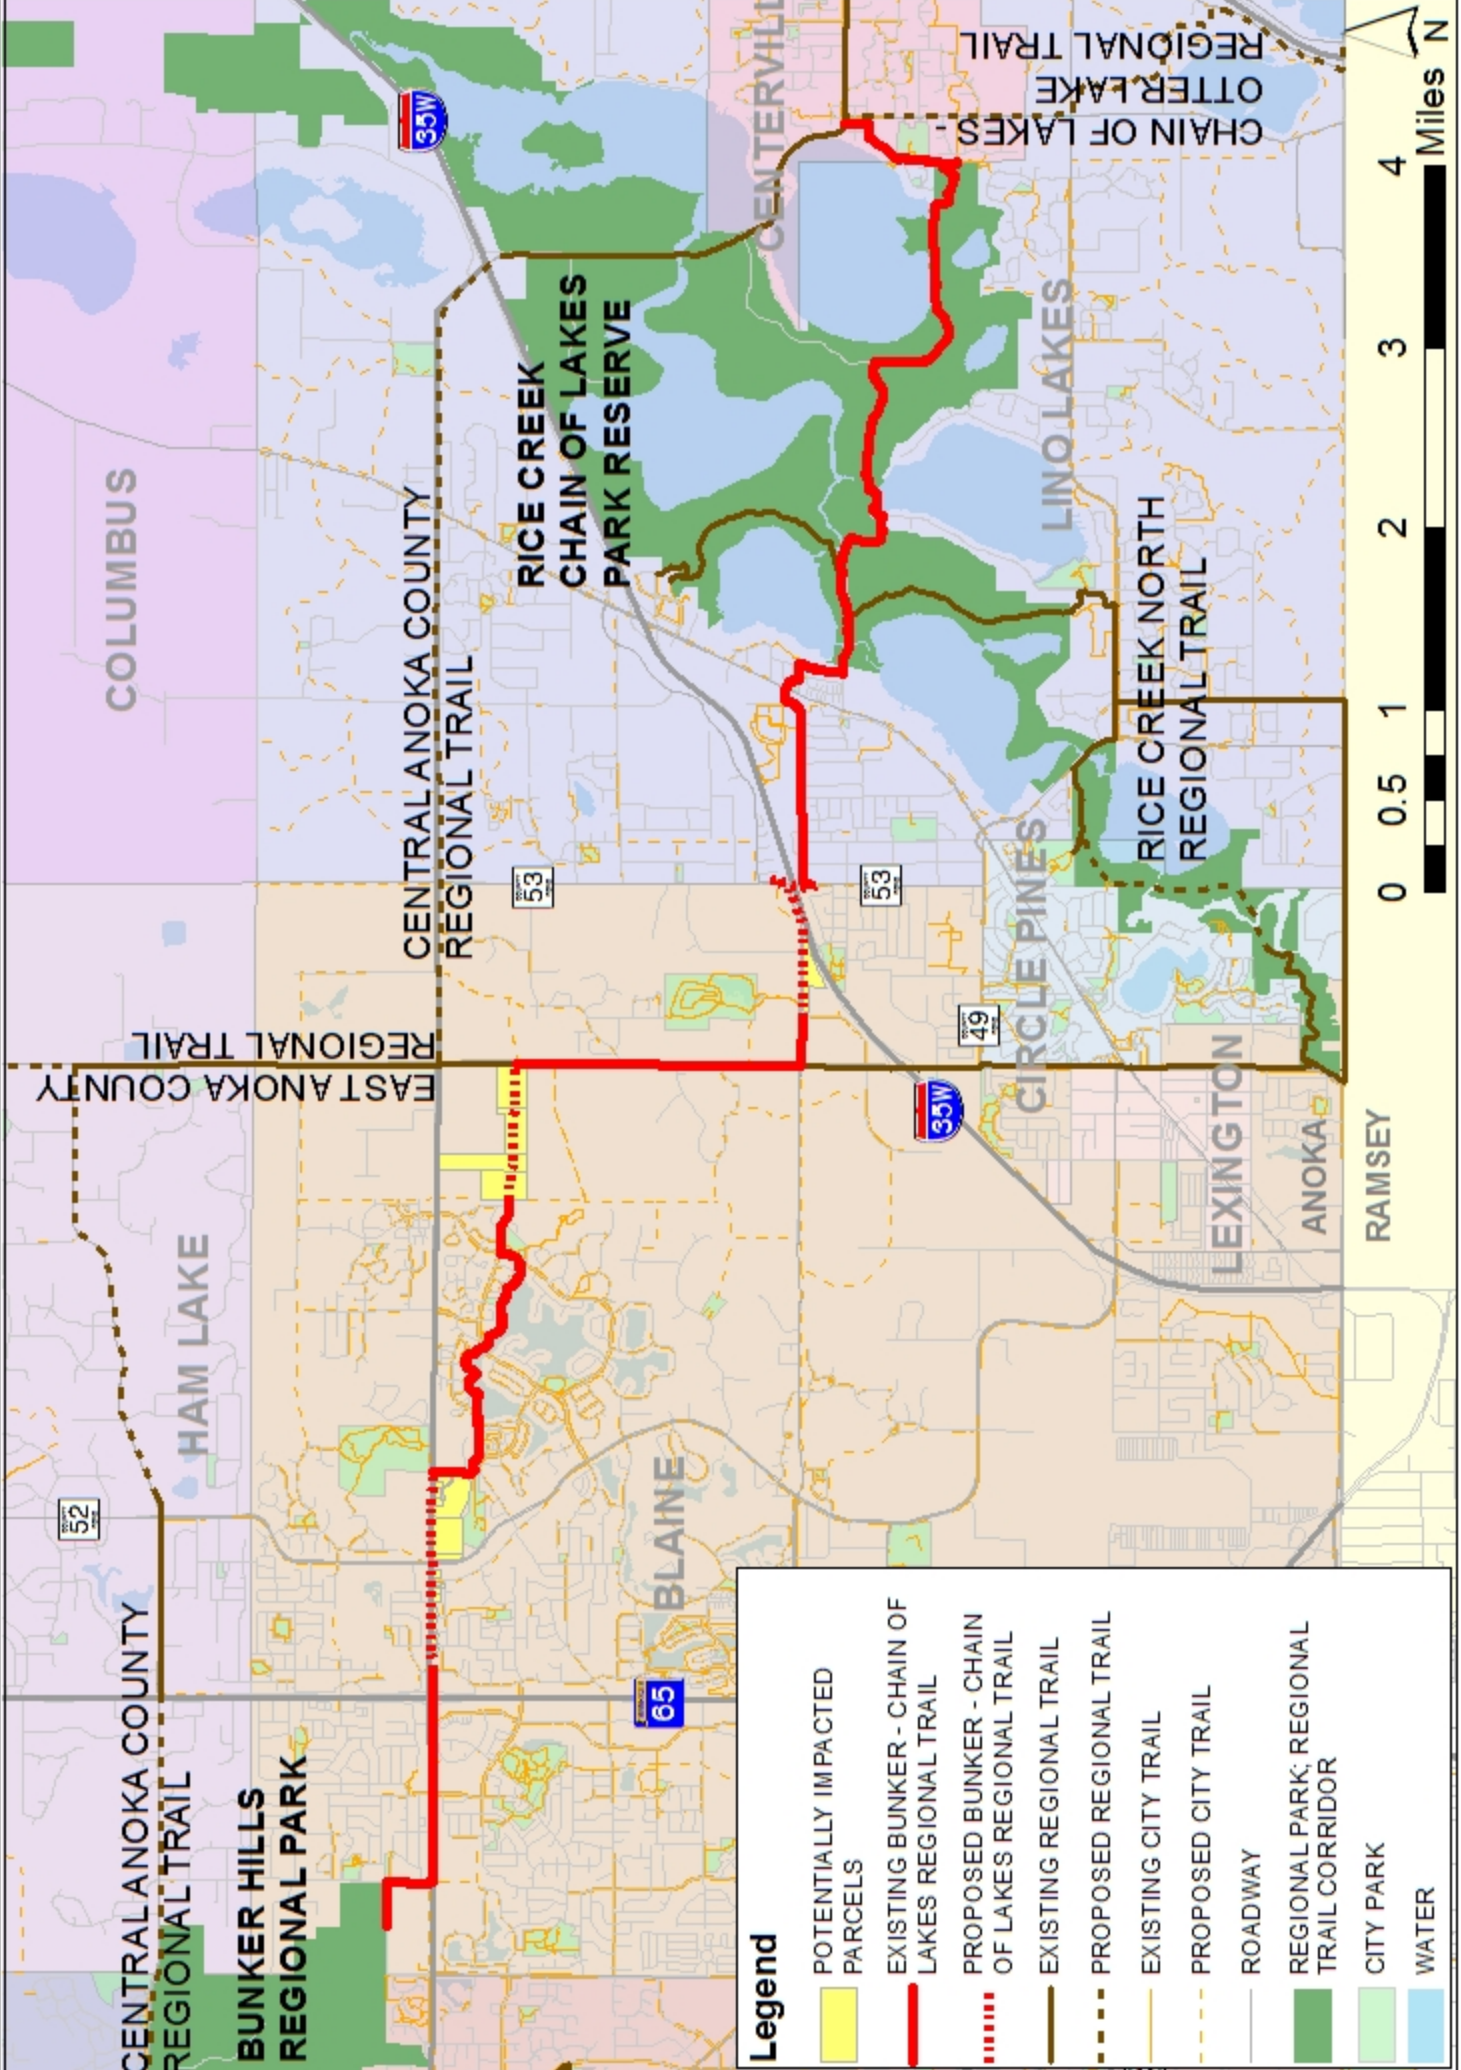 COLUMBUS
CENTRAL ANOKA COUNTY
REGIONAL TRAIL
BUNKER HILLS
REGIONAL PARK
52
HAM LAKE
EAST ANOKA COUNTY
REGIONAL TRAIL
CENTRAL ANOKA COUNTY
REGIONAL TRAIL
53
35W
RICE CREEK
CHAIN OF LAKES
PARK RESERVE
65
BLAINE
CENTERVILL
53
35W
49
CIRCLE PINES
LINO LAKES
CHAIN OF LAKES -
OTTER LAKE
REGIONAL TRAIL
RICE CREEK NORTH
REGIONAL TRAIL
LEXINGTON
ANOKA
RAMSEY
Legend
POTENTIALLY IMPACTED
PARCELS
EXISTING BUNKER - CHAIN OF
LAKES REGIONAL TRAIL
PROPOSED BUNKER - CHAIN
OF LAKES REGIONAL TRAIL
EXISTING REGIONAL TRAIL
PROPOSED REGIONAL TRAIL
EXISTING CITY TRAIL
PROPOSED CITY TRAIL
ROADWAY
REGIONAL PARK; REGIONAL
TRAIL CORRIDOR
CITY PARK
WATER
0 0.5 1 2 3 4
Miles
N